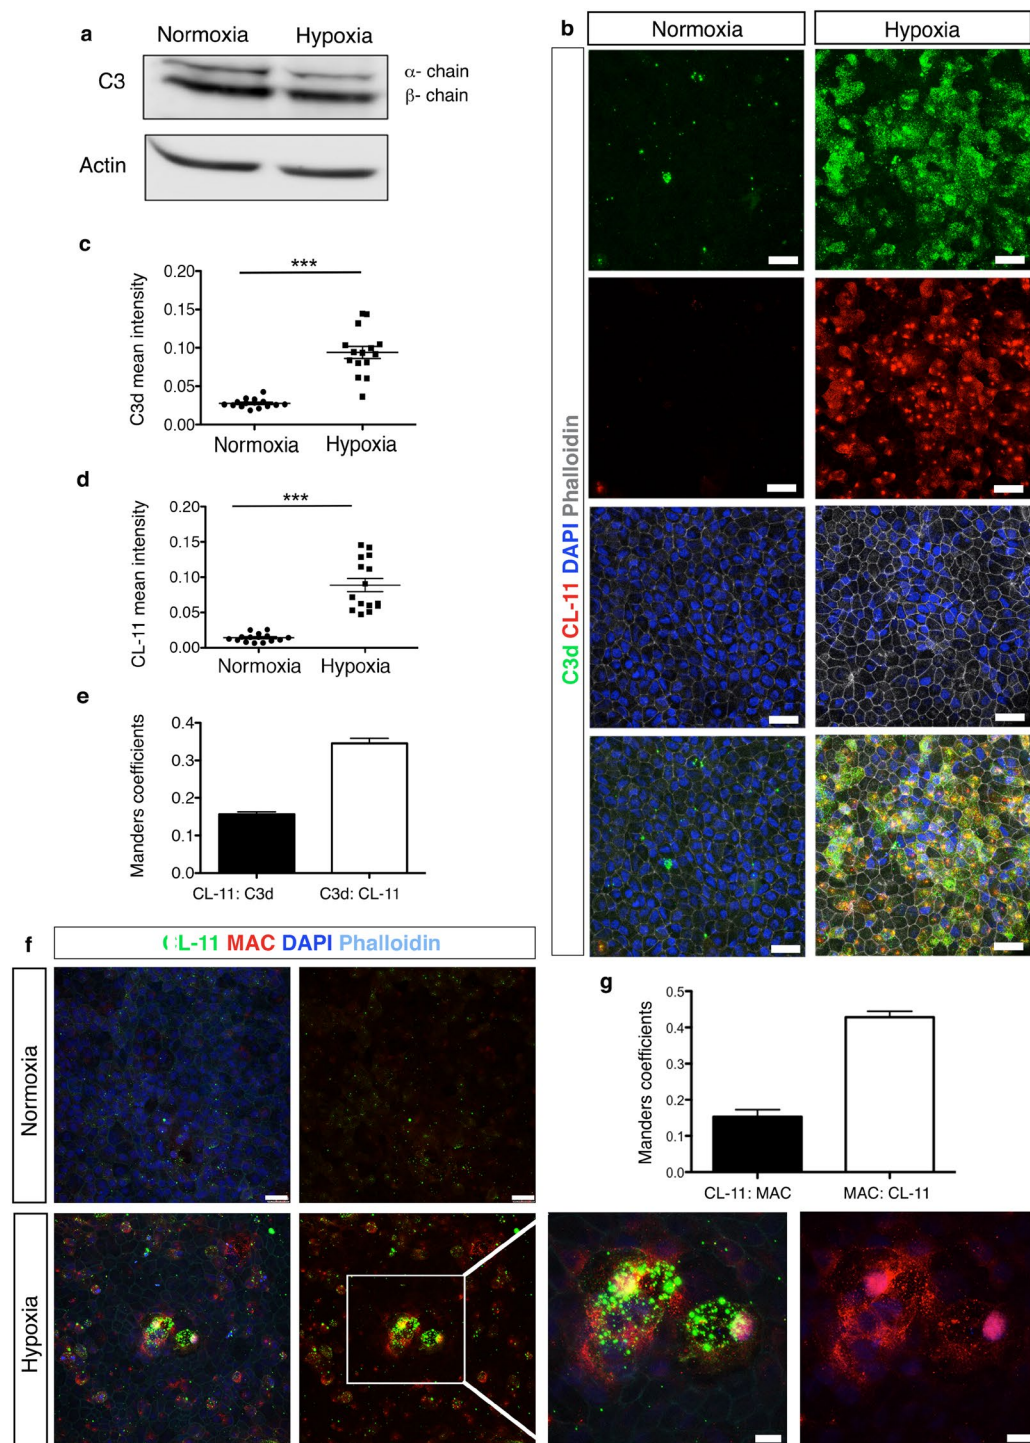 a
Normoxia Hypoxia
C3
α- chain
β- chain
Actin
b
Normoxia Hypoxia
C3d CL-11 DAPI Phalloidin
c
C3d mean intensity
***
0.20
0.15
0.10
0.05
0.00
Normoxia Hypoxia
d
CL-11 mean intensity
***
0.20
0.15
0.10
0.05
0.00
Normoxia Hypoxia
e
Manders coefficients
0.4
0.3
0.2
0.1
0.0
CL-11: C3d C3d: CL-11
f
CL-11 MAC DAPI Phalloidin
Normoxia
Hypoxia
g
Manders coefficients
0.5
0.4
0.3
0.2
0.1
0.0
CL-11: MAC MAC: CL-11